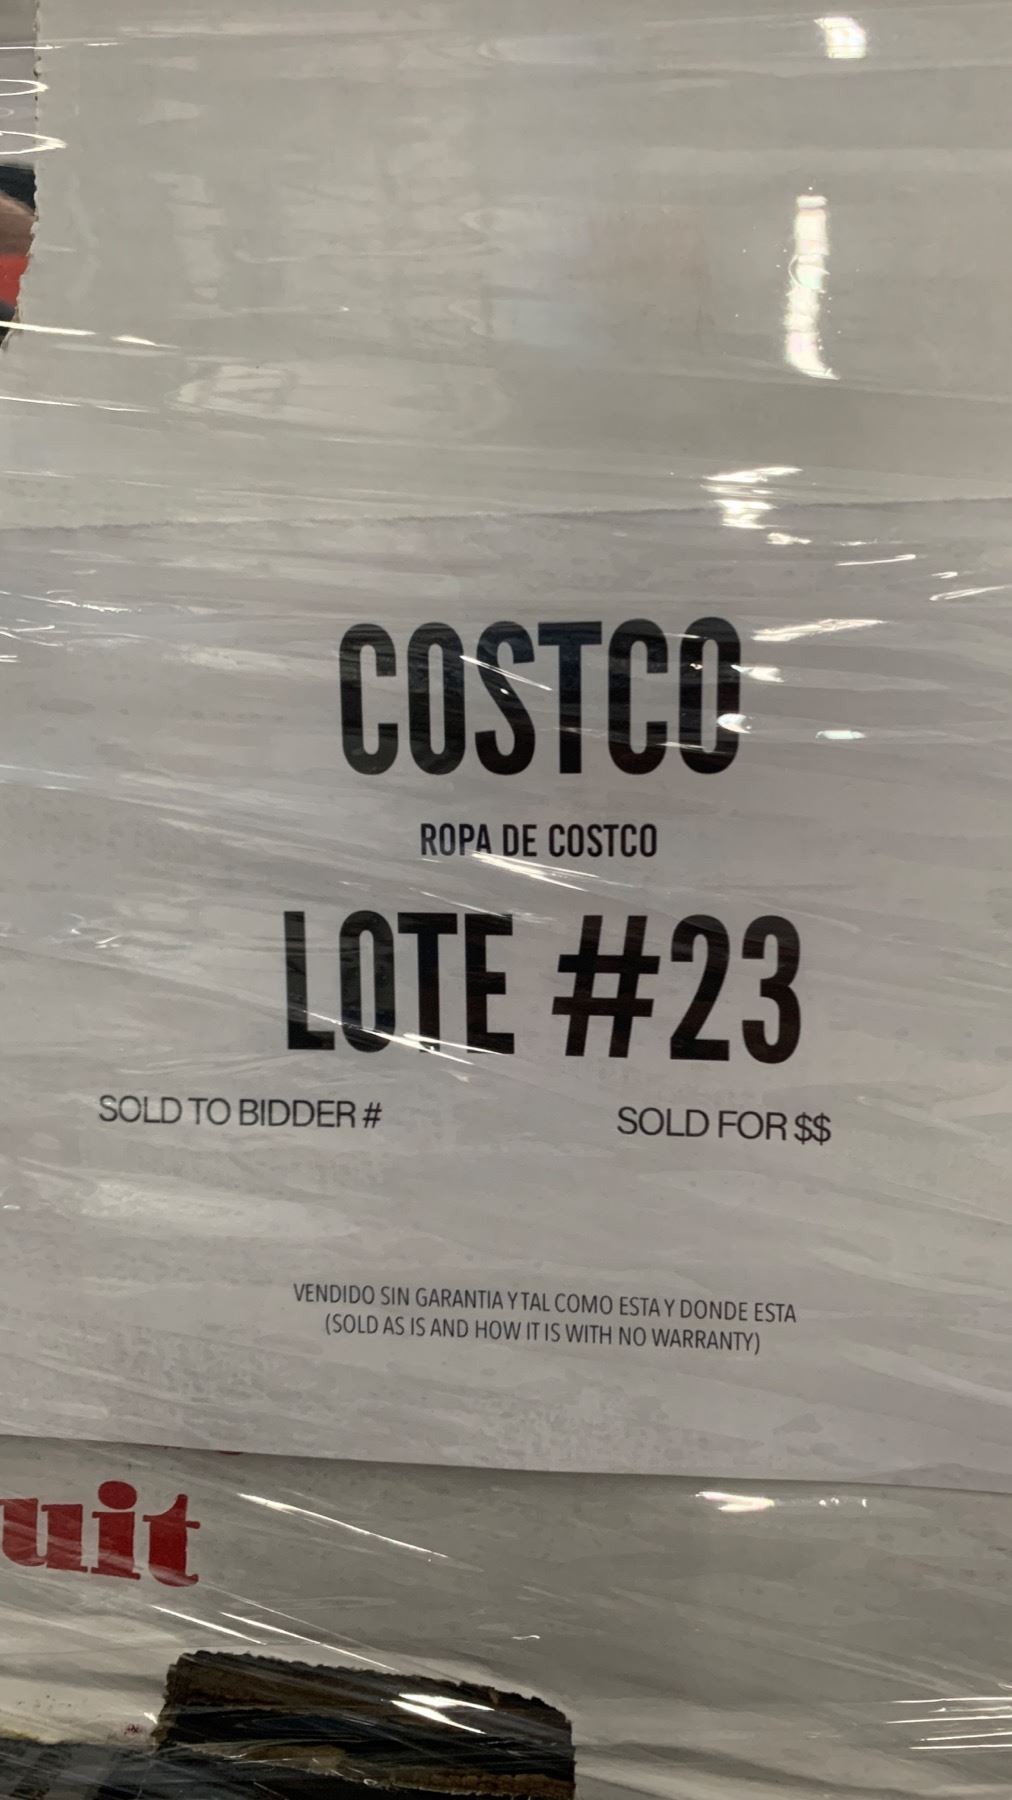 COSTCO
ROPA DE COSTCO
LOTE #23
SOLD TO BIDDER # SOLD FOR $$
VENDIDO SIN GARANTIA Y TAL COMO ESTA Y DONDE ESTA
(SOLD AS IS AND HOW IT IS WITH NO WARRANTY)
uit